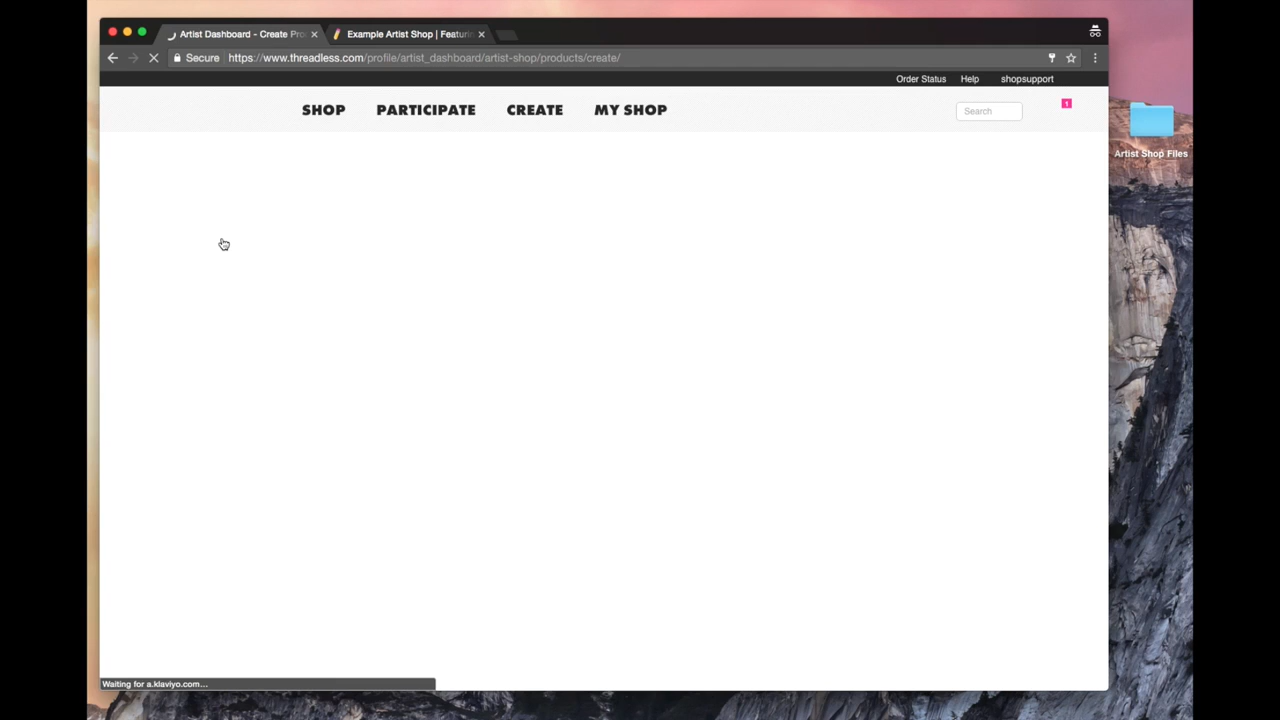 Artist Dashboard - Create Pro
Example Artist Shop | Featurin
Secure https://www.threadless.com/profile/artist_dashboard/artist-shop/products/create/
Order Status Help shopsupport
SHOP PARTICIPATE CREATE MY SHOP
Search
1
Artist Shop Files
Waiting for a.klaviyo.com...